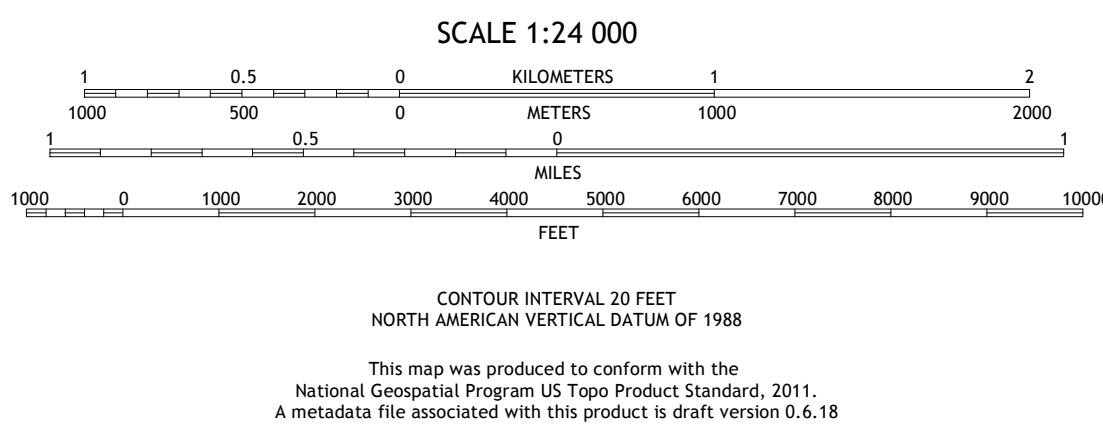 SCALE 1:24 000
1 0.5 0 KILOMETERS 1 2
1000 500 0 METERS 1000 2000
1 0.5 0 1
MILES
1000 0 1000 2000 3000 4000 5000 6000 7000 8000 9000 10000
FEET
CONTOUR INTERVAL 20 FEET
NORTH AMERICAN VERTICAL DATUM OF 1988
This map was produced to conform with the
National Geospatial Program US Topo Product Standard, 2011.
A metadata file associated with this product is draft version 0.6.18